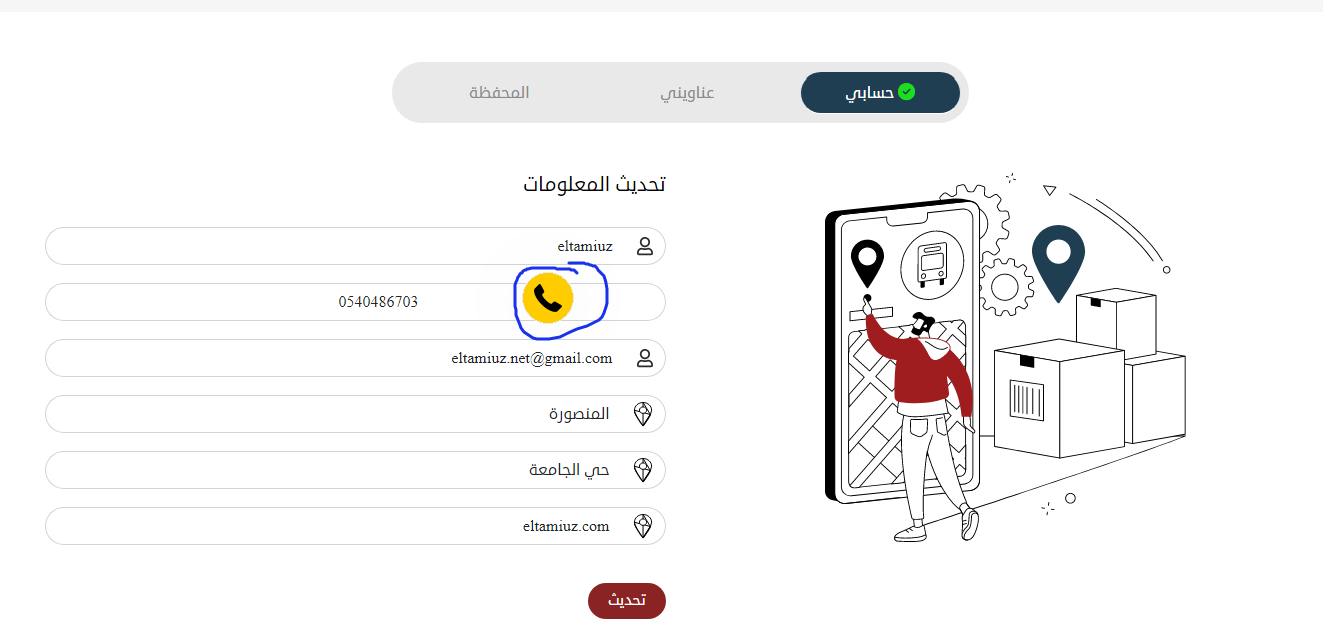 حسابي
عناويني
المحفظة
تحديث المعلومات
eltamiuz
0540486703
eltamiuz.net@gmail.com
المنصورة
حي الجامعة
eltamiuz.com
تحديث